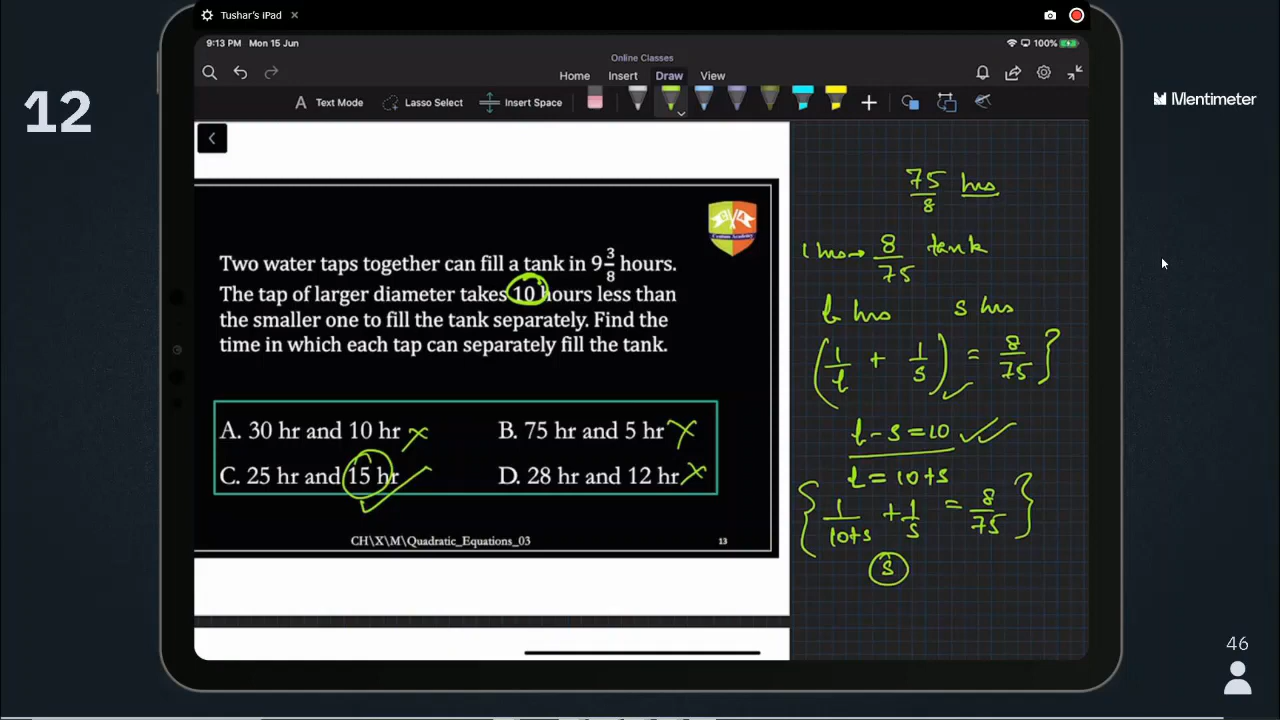 Tushar's iPad ×
9:13 PM Mon 15 Jun
100%
Online Classes
Home Insert Draw View
Text Mode Lasso Select Insert Space
12
Mentimeter
Two water taps together can fill a tank in 9 3/8 hours.
The tap of larger diameter takes 10 hours less than
the smaller one to fill the tank separately. Find the
time in which each tap can separately fill the tank.
A. 30 hr and 10 hr B. 75 hr and 5 hr
C. 25 hr and 15 hr D. 28 hr and 12 hr
CH\X\M\Quadratic_Equations_03 13
75/8 hrs
1 hrs → 8/75 tank
l hrs s hrs
(1/l + 1/s) = 8/75 }
l - s = 10
l = 10+s
{ 1/10+s + 1/s = 8/75 }
s
46